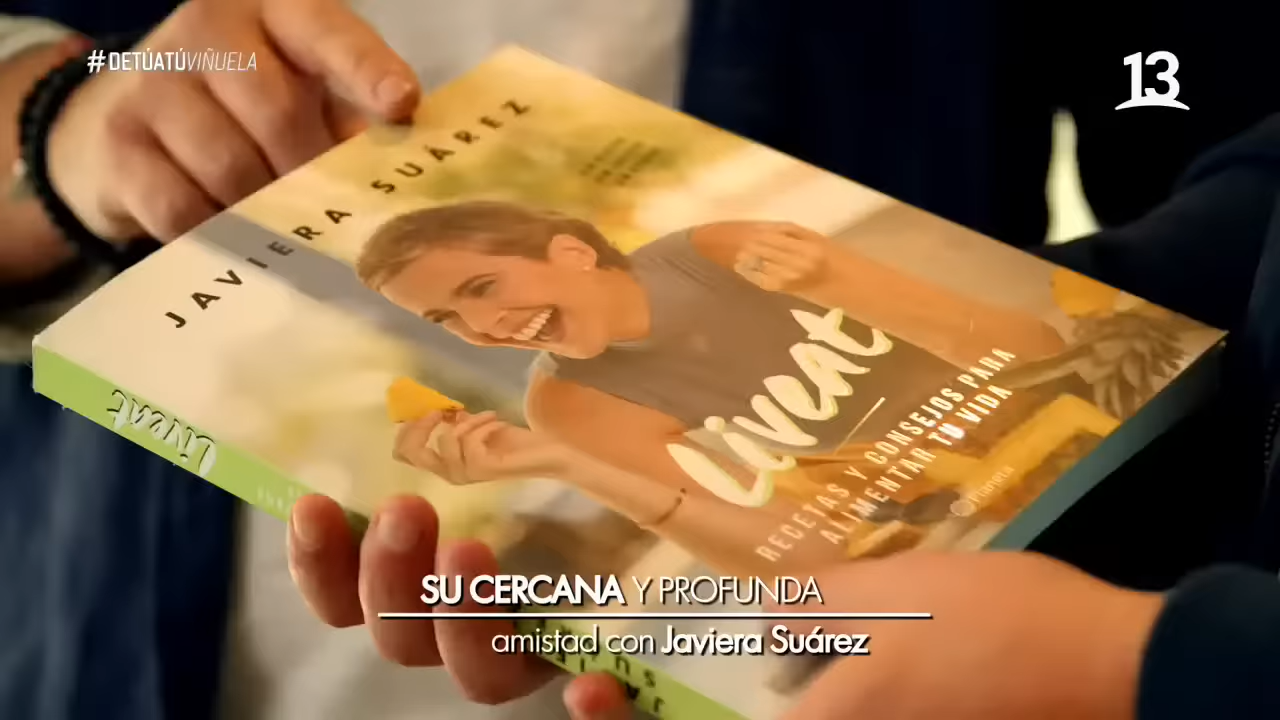 #DETÚATÚVIÑUELA
13
JAVIERA SUÁREZ
Liveat
RECETAS Y CONSEJOS PARA
ALIMENTAR TU VIDA
Planeta
Liveat
SU CERCANA Y PROFUNDA
amistad con Javiera Suárez